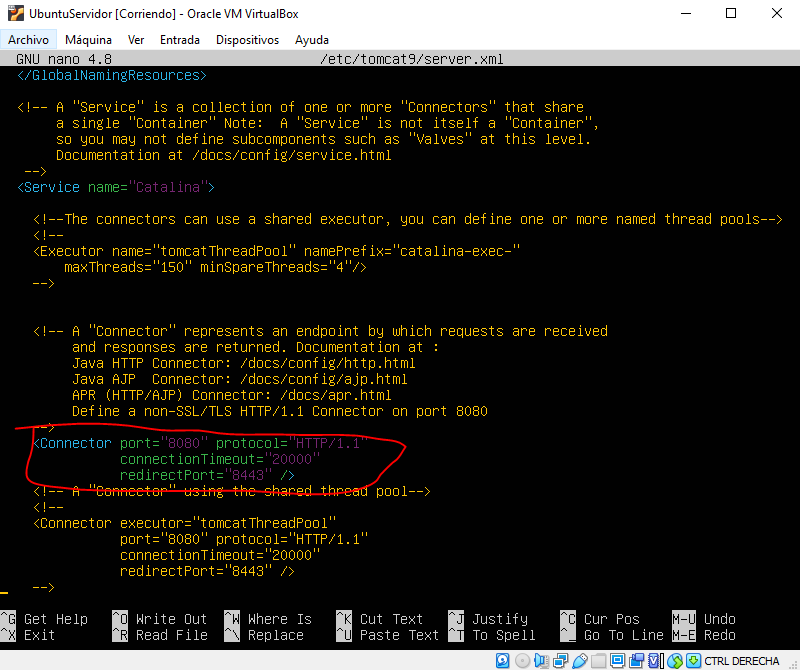 UbuntuServidor [Corriendo] - Oracle VM VirtualBox
Archivo Máquina Ver Entrada Dispositivos Ayuda
GNU nano 4.8 /etc/tomcat9/server.xml
</GlobalNamingResources>
<!-- A "Service" is a collection of one or more "Connectors" that share
a single "Container" Note:  A "Service" is not itself a "Container",
so you may not define subcomponents such as "Valves" at this level.
Documentation at /docs/config/service.html
-->
<Service name="Catalina">
<!--The connectors can use a shared executor, you can define one or more named thread pools-->
<!--
<Executor name="tomcatThreadPool" namePrefix="catalina-exec-"
maxThreads="150" minSpareThreads="4"/>
-->
<!-- A "Connector" represents an endpoint by which requests are received
and responses are returned. Documentation at :
Java HTTP Connector: /docs/config/http.html
Java AJP  Connector: /docs/config/ajp.html
APR (HTTP/AJP) Connector: /docs/apr.html
Define a non-SSL/TLS HTTP/1.1 Connector on port 8080
-->
<Connector port="8080" protocol="HTTP/1.1"
connectionTimeout="20000"
redirectPort="8443" />
<!-- A "Connector" using the shared thread pool-->
<!--
<Connector executor="tomcatThreadPool"
port="8080" protocol="HTTP/1.1"
connectionTimeout="20000"
redirectPort="8443" />
-->
^G Get Help ^O Write Out ^W Where Is ^K Cut Text ^J Justify ^C Cur Pos M-U Undo
^X Exit ^R Read File ^\ Replace ^U Paste Text ^T To Spell ^_ Go To Line M-E Redo
CTRL DERECHA